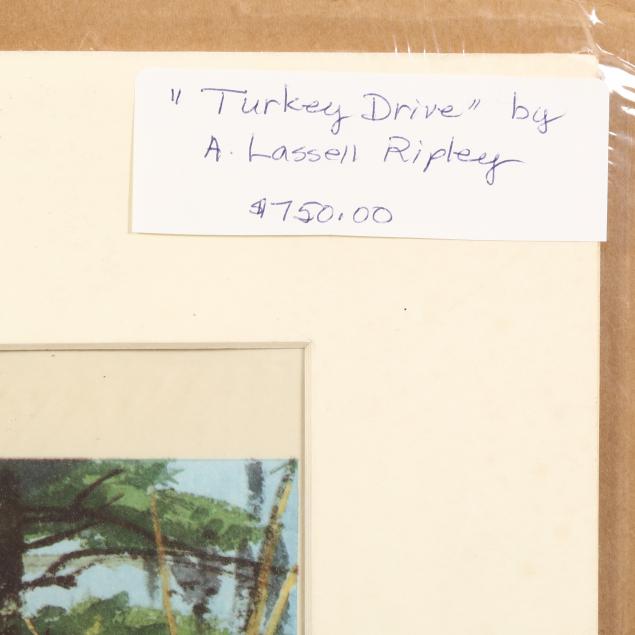 "Turkey Drive" by
A. Lassell Ripley
$750.00